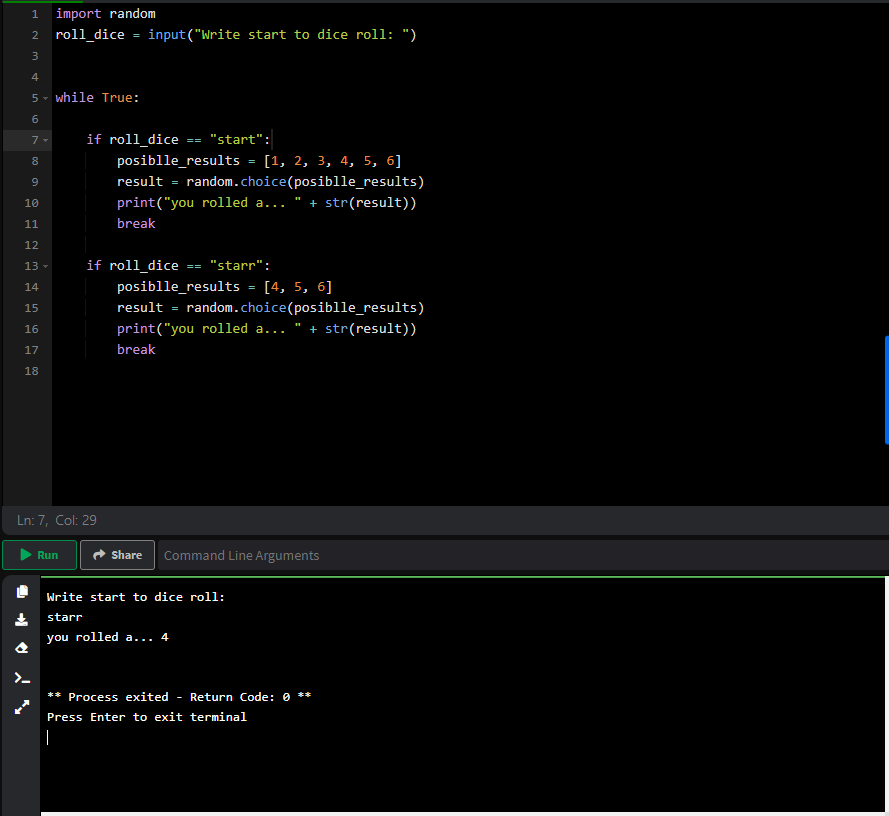 1 import random
2 roll_dice = input("Write start to dice roll: ")
3
4
5 while True:
6
7     if roll_dice == "start":
8         posiblle_results = [1, 2, 3, 4, 5, 6]
9         result = random.choice(posiblle_results)
10         print("you rolled a... " + str(result))
11         break
12
13     if roll_dice == "starr":
14         posiblle_results = [4, 5, 6]
15         result = random.choice(posiblle_results)
16         print("you rolled a... " + str(result))
17         break
18
Ln: 7, Col: 29
Run Share Command Line Arguments
Write start to dice roll:
starr
you rolled a... 4
** Process exited - Return Code: 0 **
Press Enter to exit terminal